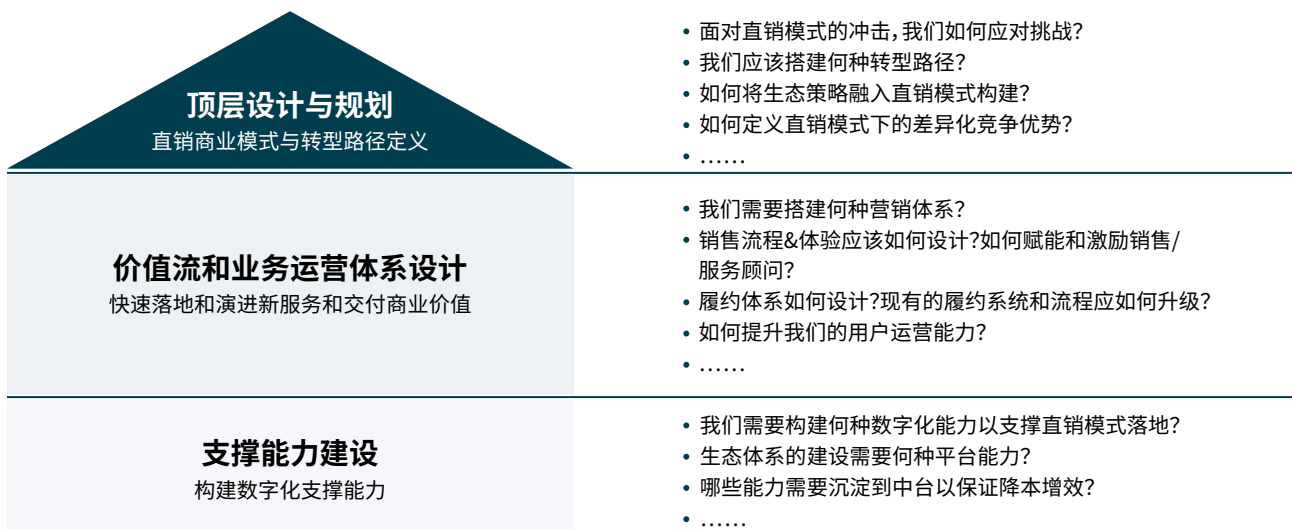 顶层设计与规划
直销商业模式与转型路径定义
• 面对直销模式的冲击,我们如何应对挑战?
• 我们应该搭建何种转型路径?
• 如何将生态策略融入直销模式构建?
• 如何定义直销模式下的差异化竞争优势?
• ……
价值流和业务运营体系设计
快速落地和演进新服务和交付商业价值
• 我们需要搭建何种营销体系?
• 销售流程&体验应该如何设计?如何赋能和激励销售/
服务顾问?
• 履约体系如何设计?现有的履约系统和流程应如何升级?
• 如何提升我们的用户运营能力?
• ……
支撑能力建设
构建数字化支撑能力
• 我们需要构建何种数字化能力以支撑直销模式落地?
• 生态体系的建设需要何种平台能力?
• 哪些能力需要沉淀到中台以保证降本增效?
• ……